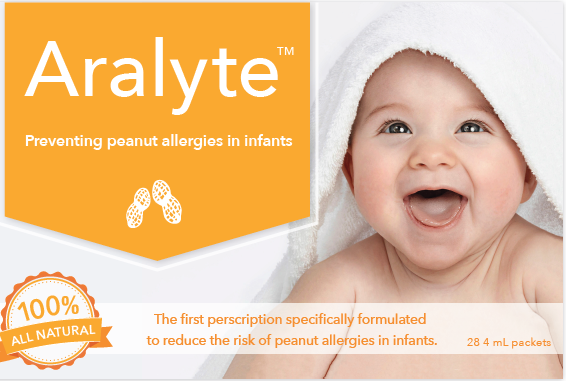 Aralyte™
Preventing peanut allergies in infants
100%
ALL NATURAL
The first perscription specifically formulated
to reduce the risk of peanut allergies in infants.
28 4 mL packets